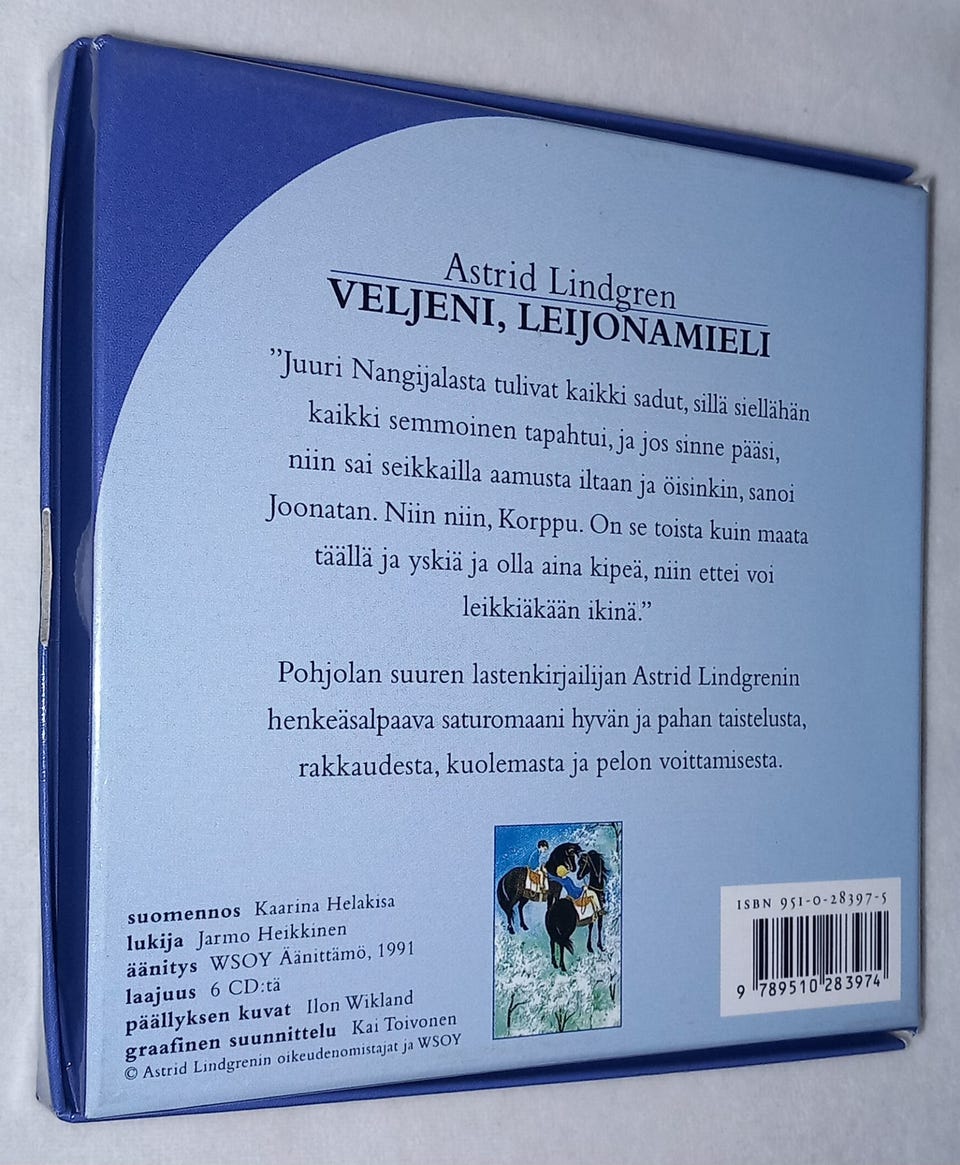 Astrid Lindgren
VELJENI, LEIJONAMIELI
”Juuri Nangijalasta tulivat kaikki sadut, sillä siellähän
kaikki semmoinen tapahtui, ja jos sinne pääsi,
niin sai seikkailla aamusta iltaan ja öisinkin, sanoi
Joonatan. Niin niin, Korppu. On se toista kuin maata
täällä ja yskiä ja olla aina kipeä, niin ettei voi
leikkiäkään ikinä.”
Pohjolan suuren lastenkirjailijan Astrid Lindgrenin
henkeäsalpaava saturomaani hyvän ja pahan taistelusta,
rakkaudesta, kuolemasta ja pelon voittamisesta.
suomennos Kaarina Helakisa
lukija Jarmo Heikkinen
äänitys WSOY Äänittämö, 1991
laajuus 6 CD:tä
päällyksen kuvat Ilon Wikland
graafinen suunnittelu Kai Toivonen
© Astrid Lindgrenin oikeudenomistajat ja WSOY
ISBN 951-0-28397-5
9 789510 283974